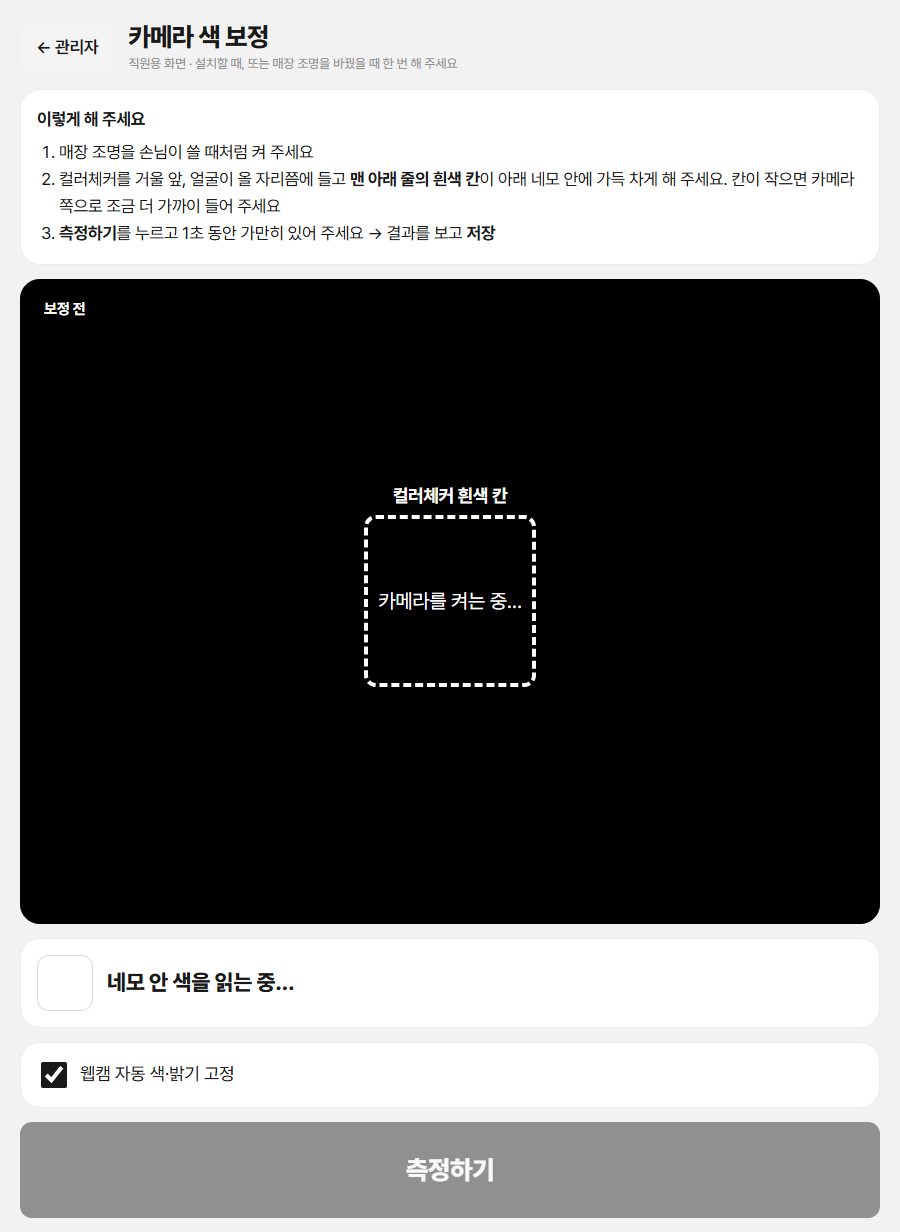 ← 관리자
카메라 색 보정
직원용 화면 · 설치할 때, 또는 매장 조명을 바꿨을 때 한 번 해 주세요
이렇게 해 주세요
1. 매장 조명을 손님이 쓸 때처럼 켜 주세요
2. 컬러체커를 거울 앞, 얼굴이 올 자리쯤에 들고 맨 아래 줄의 흰색 칸이 아래 네모 안에 가득 차게 해 주세요. 칸이 작으면 카메라
쪽으로 조금 더 가까이 들어 주세요
3. 측정하기를 누르고 1초 동안 가만히 있어 주세요 → 결과를 보고 저장
보정 전
컬러체커 흰색 칸
카메라를 켜는 중...
네모 안 색을 읽는 중...
웹캠 자동 색·밝기 고정
측정하기